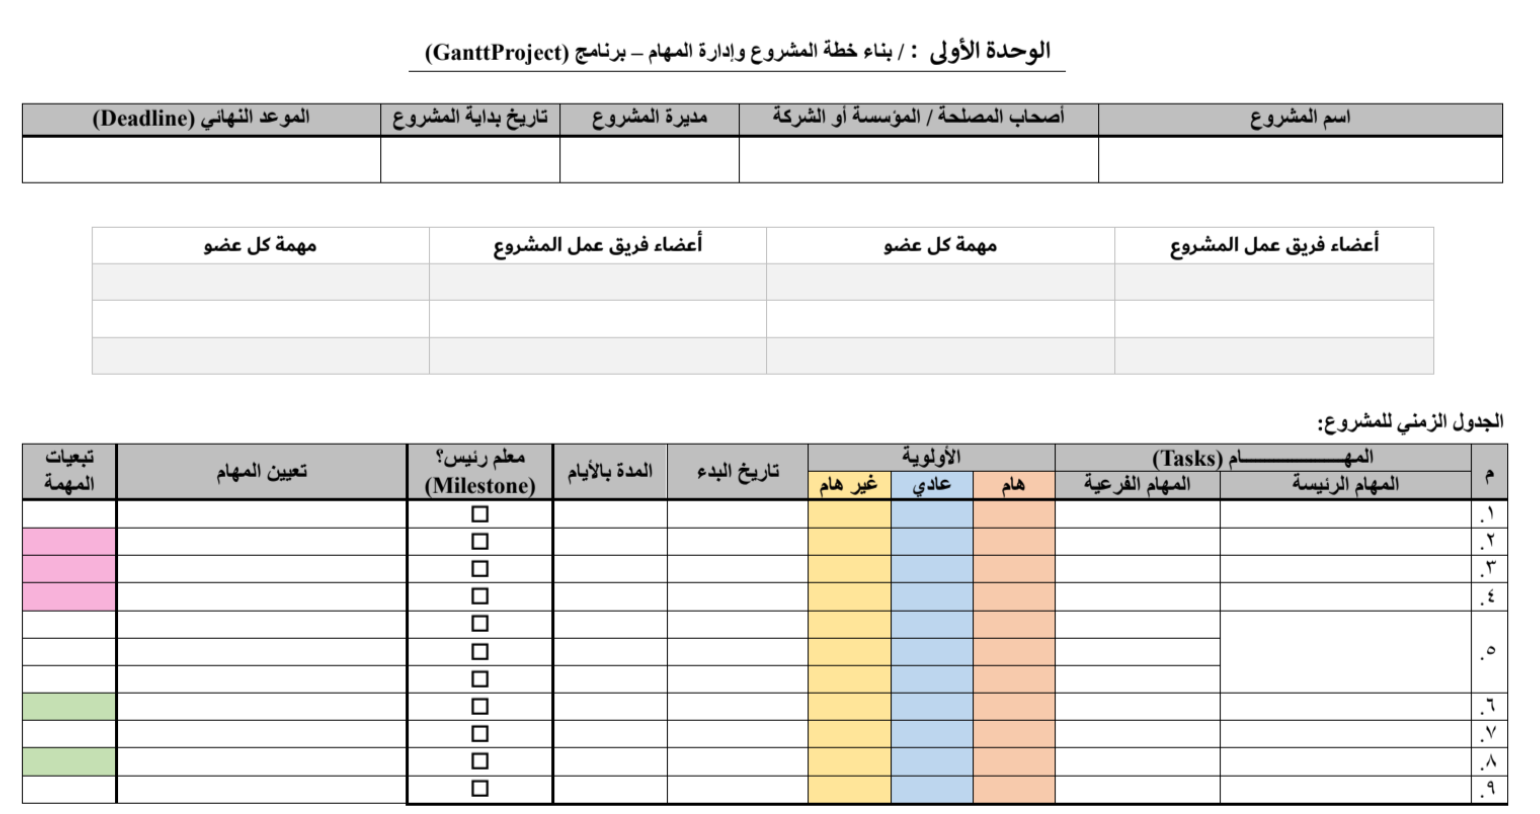 الوحدة الأولى : / بناء خطة المشروع وإدارة المهام – برنامج (GanttProject)
اسم المشروع أصحاب المصلحة / المؤسسة أو الشركة مديرة المشروع تاريخ بداية المشروع الموعد النهائي (Deadline)
أعضاء فريق عمل المشروع مهمة كل عضو أعضاء فريق عمل المشروع مهمة كل عضو
الجدول الزمني للمشروع:
م المهـــــــــــام (Tasks) الأولوية تاريخ البدء المدة بالأيام معلم رئيس؟ تعيين المهام تبعيات
المهام الرئيسة المهام الفرعية هام عادي غير هام (Milestone) المهمة
١.
٢.
٣.
٤.
٥.
٦.
٧.
٨.
٩.